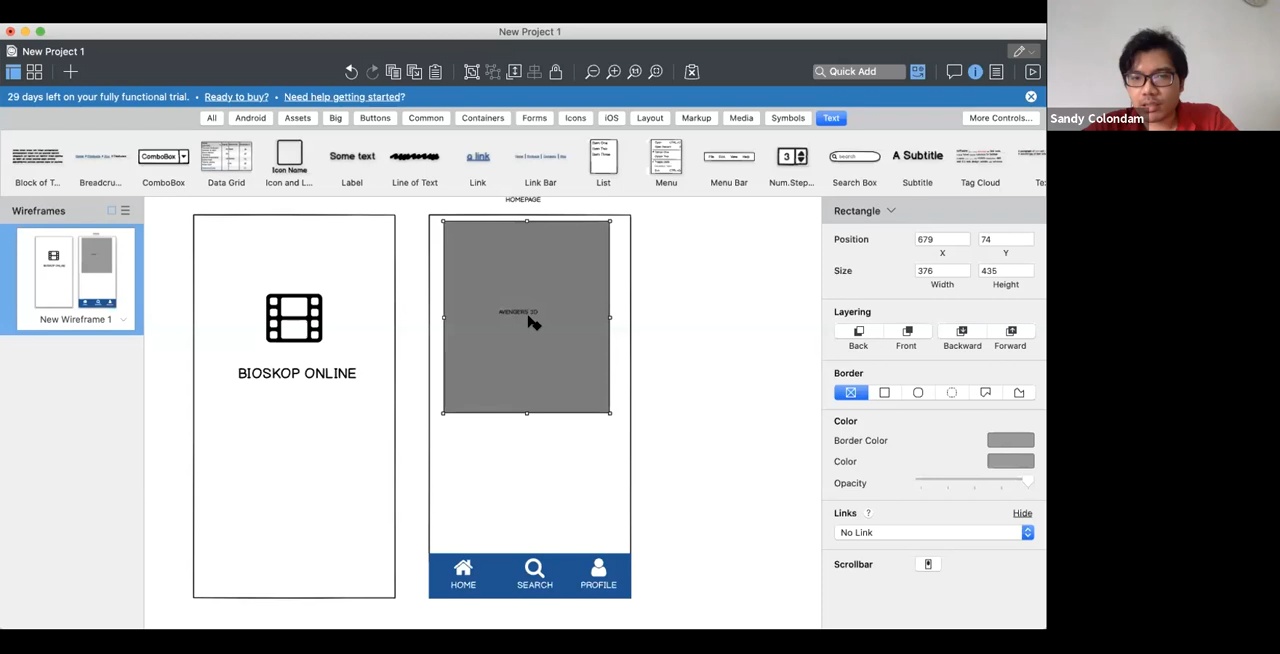 New Project 1
New Project 1
Quick Add
29 days left on your fully functional trial. • Ready to buy? • Need help getting started?
All Android Assets Big Buttons Common Containers Forms Icons iOS Layout Markup Media Symbols Text More Controls...
ComboBox Icon Name Some text a link 3 search A Subtitle
Block of T... Breadcru... ComboBox Data Grid Icon and L... Label Line of Text Link Link Bar List Menu Menu Bar Num.Step... Search Box Subtitle Tag Cloud
Sandy Colondam
Wireframes
New Wireframe 1
HOMEPAGE
BIOSKOP ONLINE
HOME SEARCH PROFILE
Rectangle
Position 679 74
X Y
Size 376 435
Width Height
Layering
Back Front Backward Forward
Border
Color
Border Color
Color
Opacity
Links ? Hide
No Link
Scrollbar